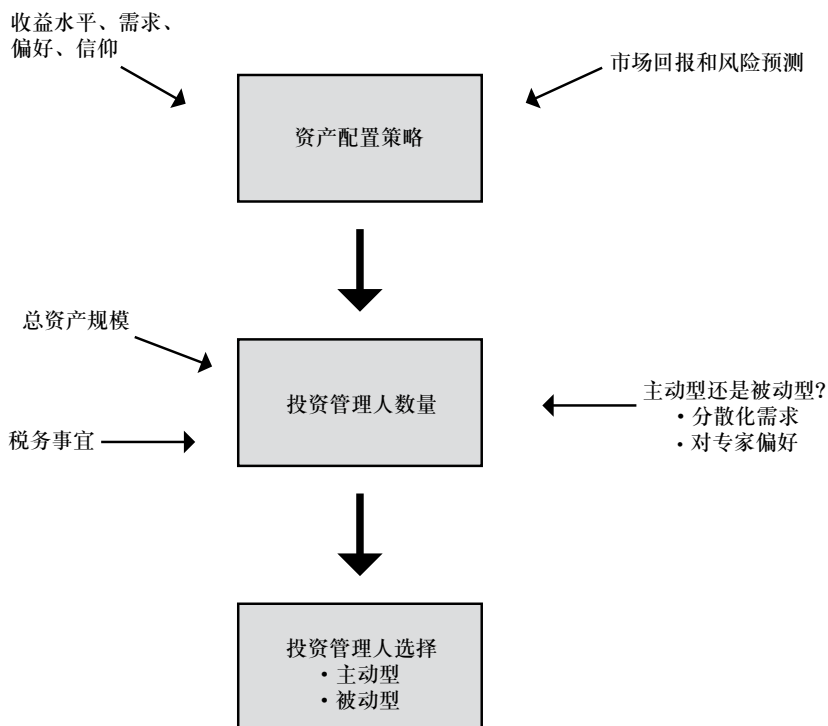 收益水平、需求、
偏好、信仰
市场回报和风险预测
资产配置策略
总资产规模
投资管理人数量
主动型还是被动型？
·分散化需求
·对专家偏好
税务事宜
投资管理人选择
·主动型
·被动型